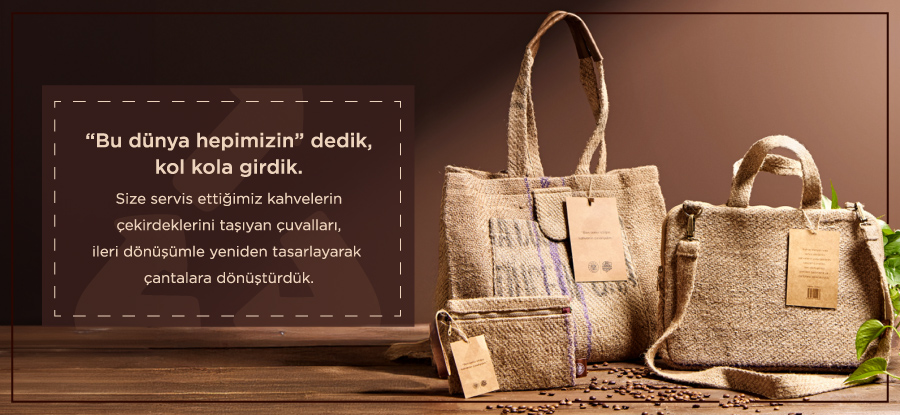 “Bu dünya hepimizin” dedik,
kol kola girdik.
Size servis ettiğimiz kahvelerin
çekirdeklerini taşıyan çuvalları,
ileri dönüşümle yeniden tasarlayarak
çantalara dönüştürdük.